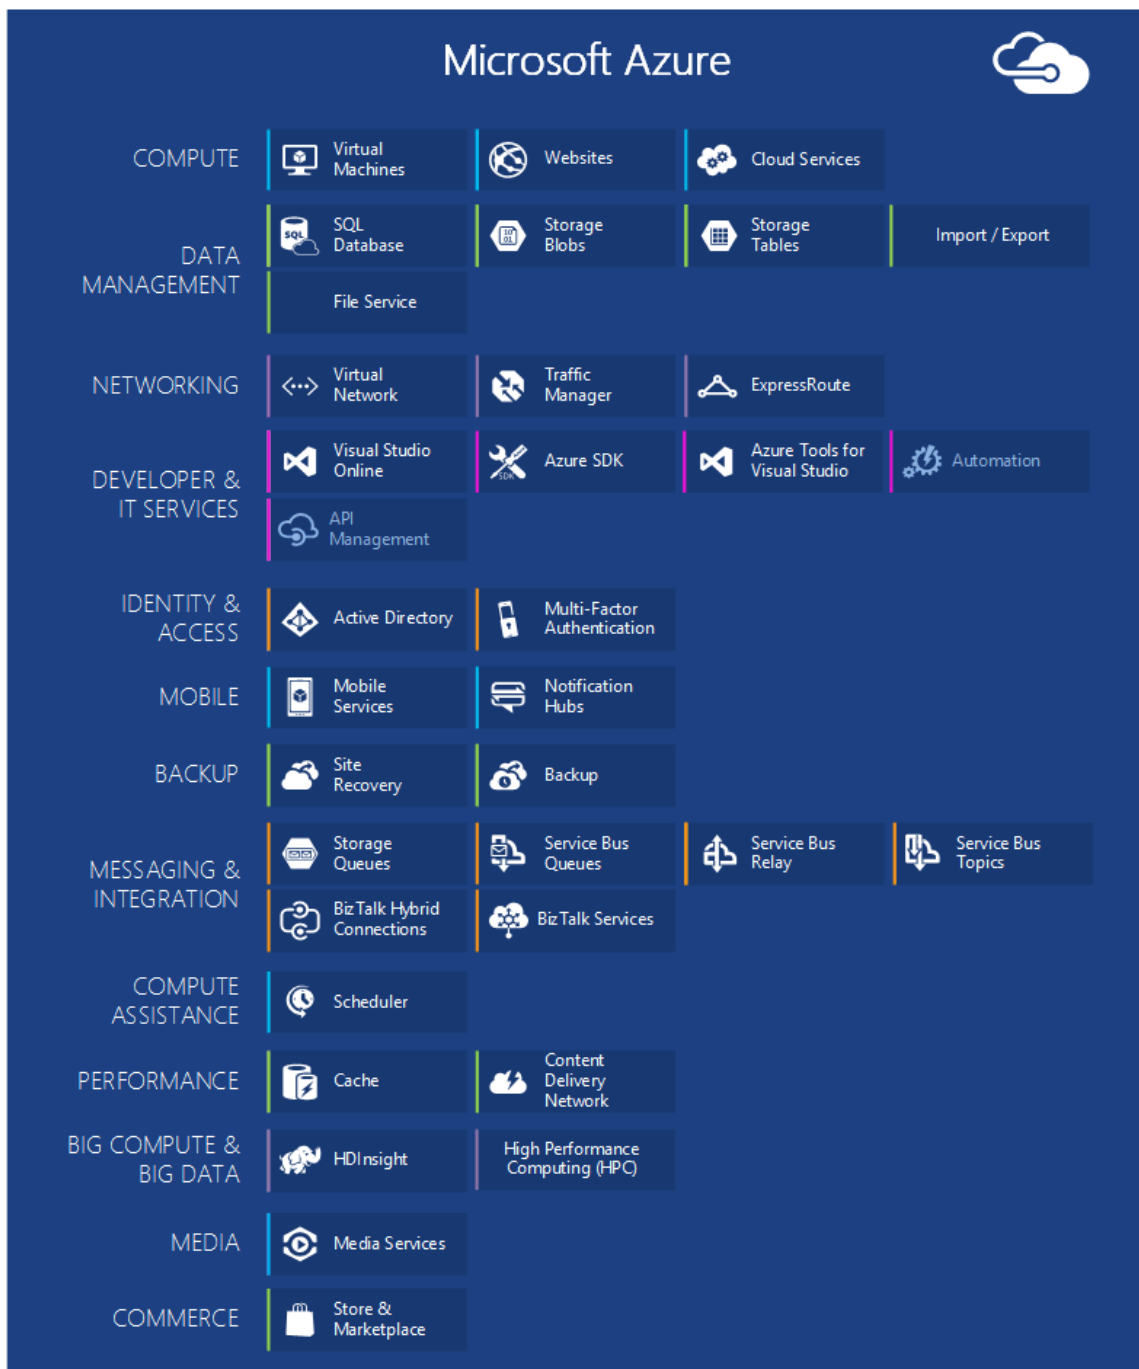 Microsoft Azure
COMPUTE
Virtual
Machines
Websites
Cloud Services
DATA
MANAGEMENT
SQL
SQL
Database
10
01
Storage
Blobs
Storage
Tables
Import / Export
File Service
NETWORKING
Virtual
Network
Traffic
Manager
ExpressRoute
DEVELOPER &
IT SERVICES
Visual Studio
Online
SDK
Azure SDK
Azure Tools for
Visual Studio
Automation
API
Management
IDENTITY &
ACCESS
Active Directory
Multi-Factor
Authentication
MOBILE
Mobile
Services
Notification
Hubs
BACKUP
Site
Recovery
Backup
MESSAGING &
INTEGRATION
Storage
Queues
Service Bus
Queues
Service Bus
Relay
Service Bus
Topics
BizTalk Hybrid
Connections
BizTalk Services
COMPUTE
ASSISTANCE
Scheduler
PERFORMANCE
Cache
Content
Delivery
Network
BIG COMPUTE &
BIG DATA
HDInsight
High Performance
Computing (HPC)
MEDIA
Media Services
COMMERCE
Store &
Marketplace